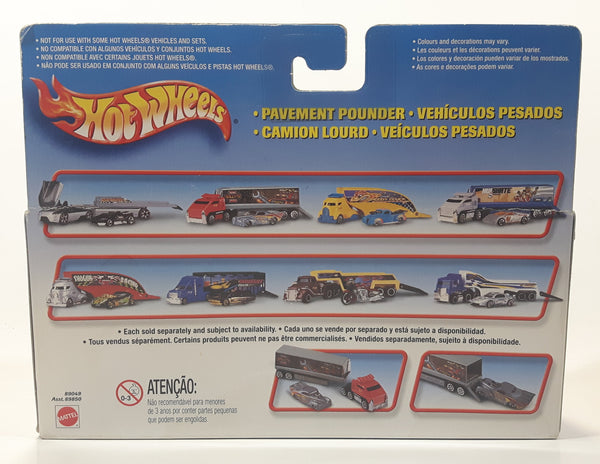 • NOT FOR USE WITH SOME HOT WHEELS® VEHICLES AND SETS.
• NO COMPATIBLE CON ALGUNOS VEHÍCULOS Y CONJUNTOS HOT WHEELS®.
• NON COMPATIBLE AVEC CERTAINS JOUETS HOT WHEELS®.
• NÃO PODE SER USADO EM CONJUNTO COM ALGUNS VEÍCULOS E PISTAS HOT WHEELS®.
• Colours and decorations may vary.
• Les couleurs et les décorations peuvent varier.
• Los colores y decoración pueden variar de los mostrados.
• As cores e decorações podem variar.
HOT WHEELS®
• PAVEMENT POUNDER • VEHÍCULOS PESADOS
• CAMION LOURD • VEÍCULOS PESADOS
• Each sold separately and subject to availability. • Cada uno se vende por separado y está sujeto a disponibilidad.
• Tous vendus séparément. Certains produits peuvent ne pas être commercialisés. • Vendidos separadamente, sujeito à disponibilidade.
89048
Asst. 65850
MATTEL
0-3
ATENÇÃO:
Não recomendável para menores
de 3 anos por conter partes pequenas
que podem ser engolidas.